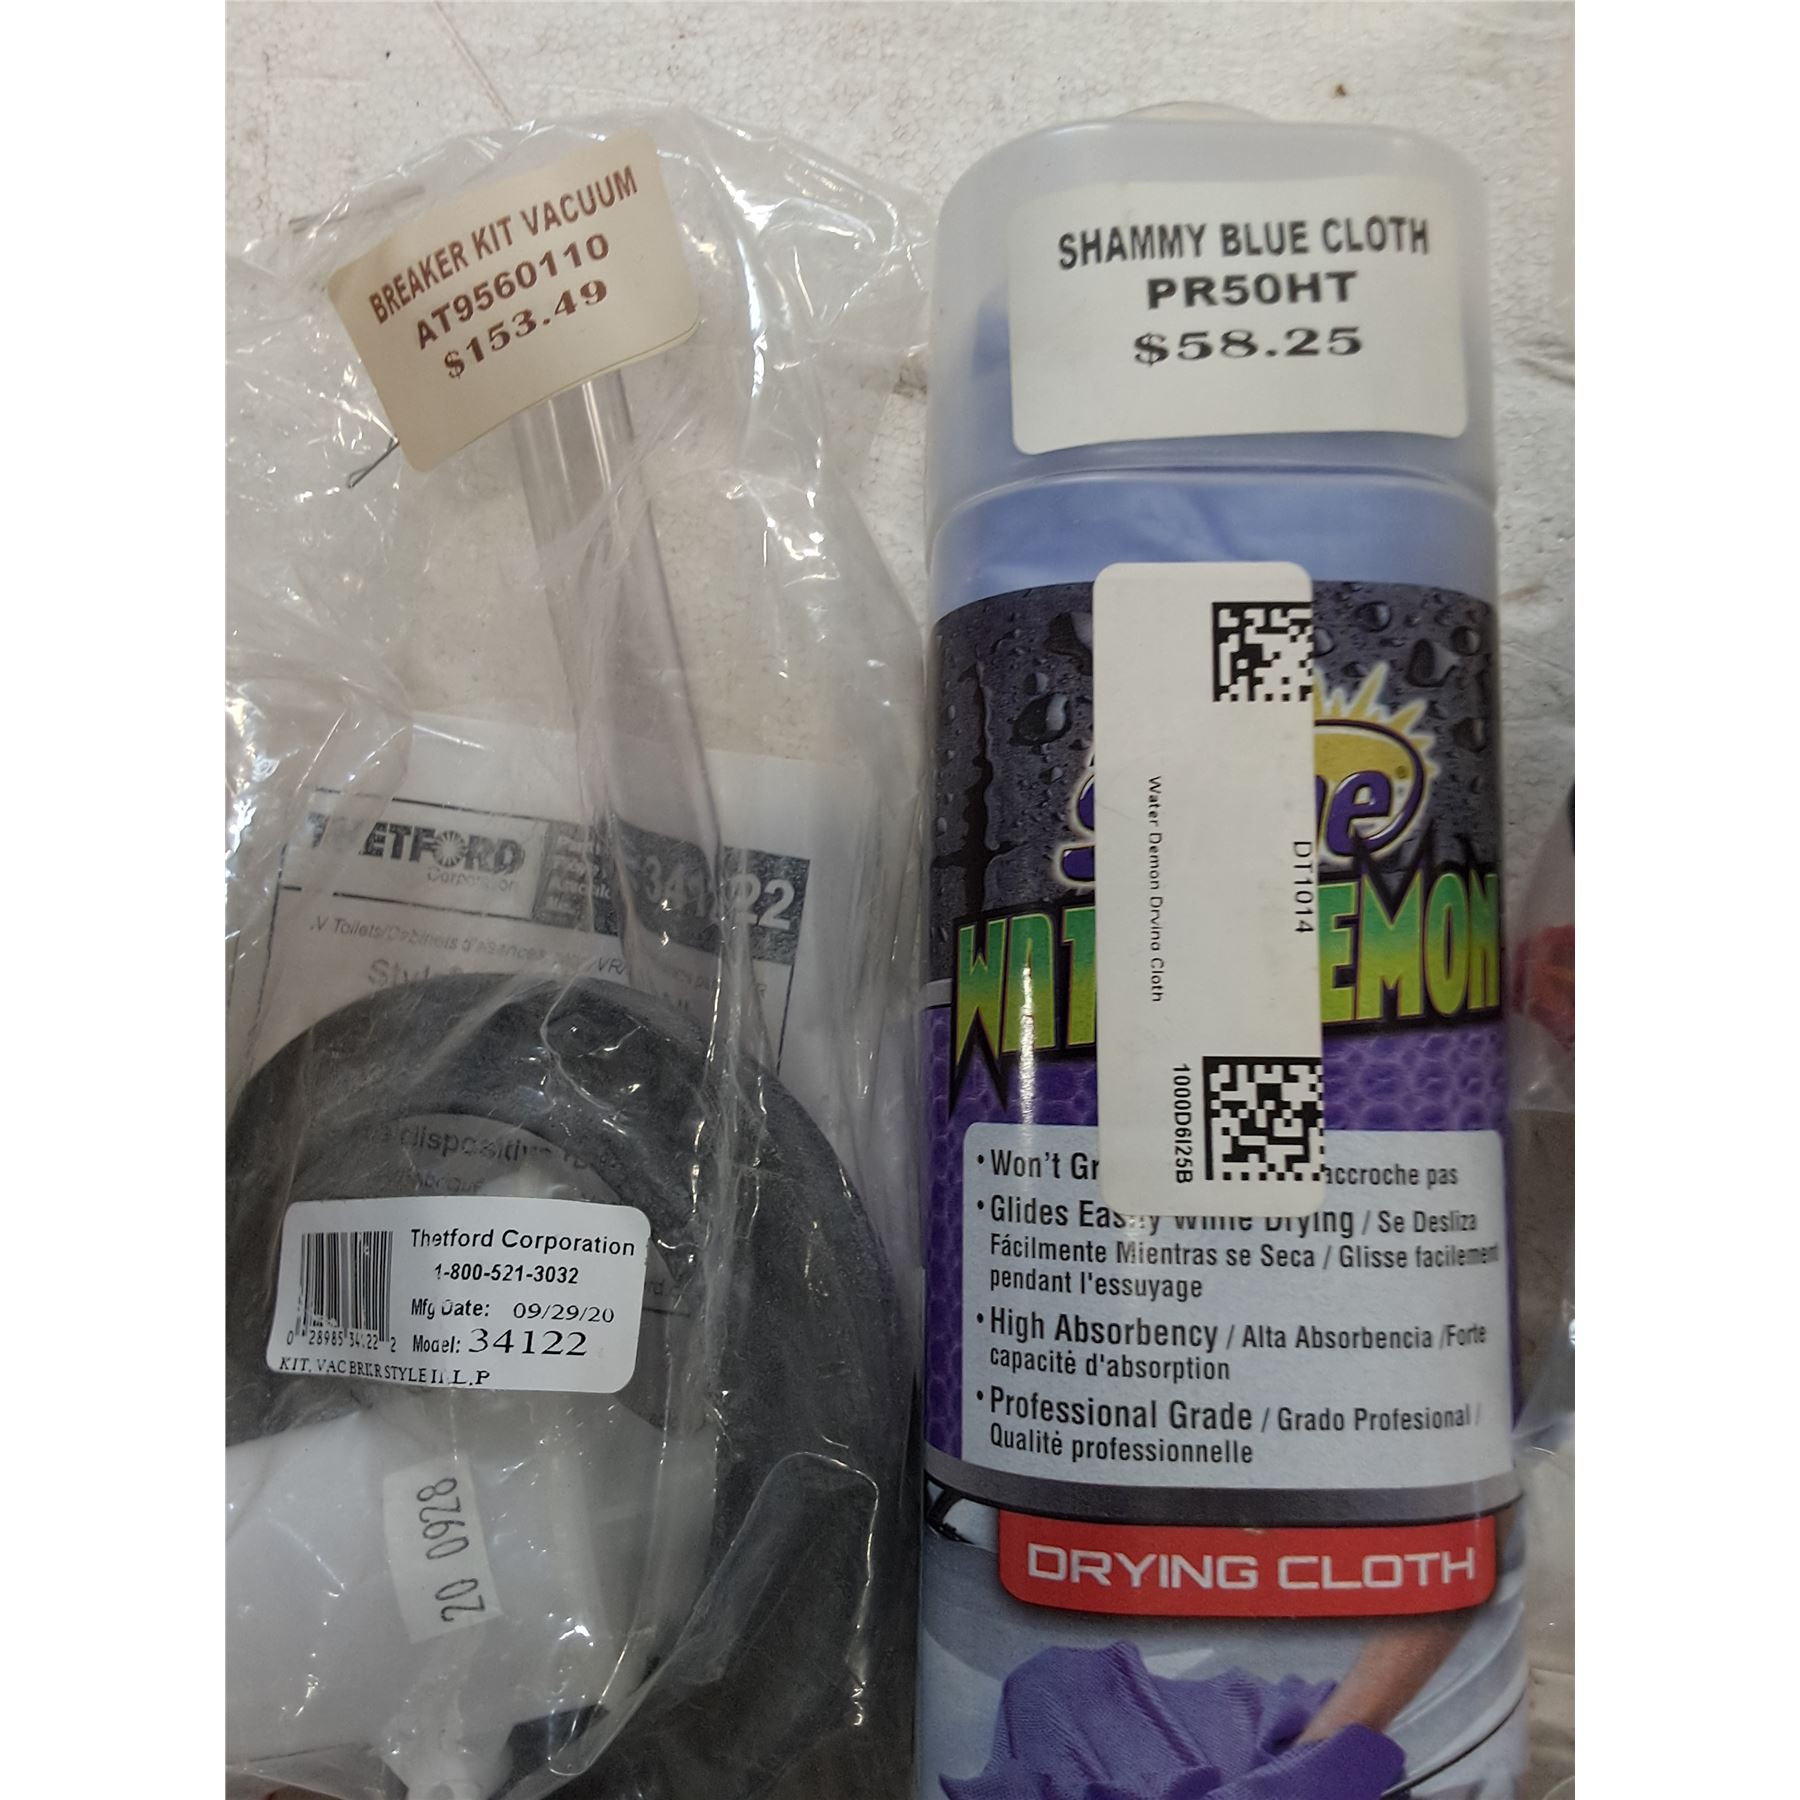 BREAKER KIT VACUUM
AT9560110
$153.49
THETFORD
Corporation
34122
Thetford Corporation
1-800-521-3032
Mfg Date: 09/29/20
Model: 34122
0 28985 34122 2
KIT, VAC BRKR STYLE II L.P
20 0928
SHAMMY BLUE CLOTH
PR50HT
$58.25
DT1014
Water Demon Drying Cloth
1000D6I25B
• Won't Gr accroche pas
• Glides Easily While Drying / Se Desliza
Fácilmente Mientras se Seca / Glisse facilement
pendant l'essuyage
• High Absorbency / Alta Absorbencia /Forte
capacité d'absorption
• Professional Grade / Grado Profesional /
Qualité professionnelle
DRYING CLOTH